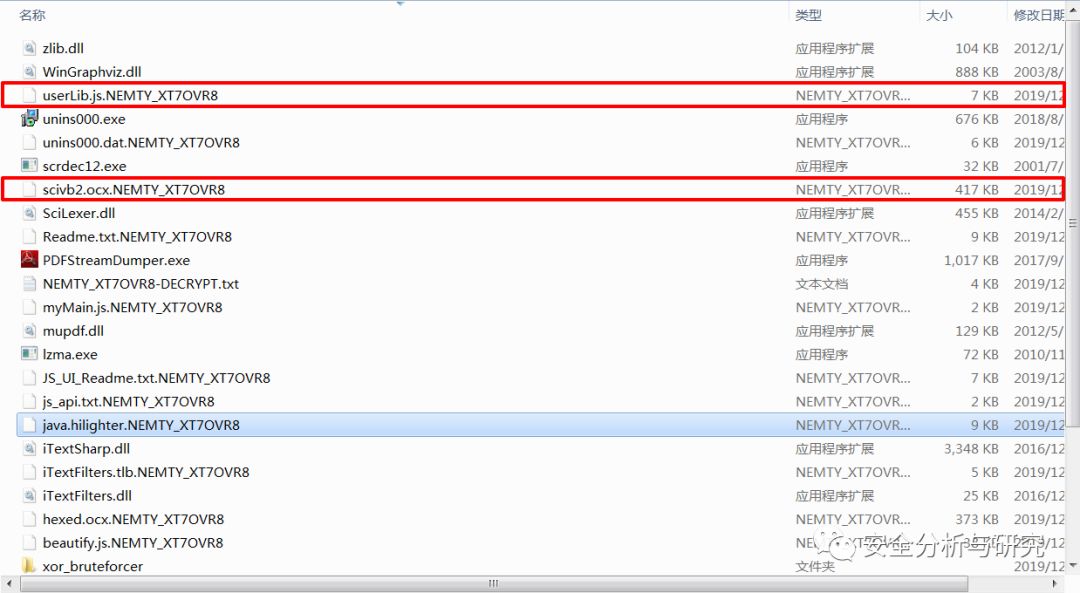 名称 类型 大小 修改日期
zlib.dll 应用程序扩展 104 KB 2012/1/
WinGraphviz.dll 应用程序扩展 888 KB 2003/8/
userLib.js.NEMTY_XT7OVR8 NEMTY_XT7OVR... 7 KB 2019/12
unins000.exe 应用程序 676 KB 2018/8/
unins000.dat.NEMTY_XT7OVR8 NEMTY_XT7OVR... 6 KB 2019/12
scrdec12.exe 应用程序 32 KB 2001/7/
scivb2.ocx.NEMTY_XT7OVR8 NEMTY_XT7OVR... 417 KB 2019/12
SciLexer.dll 应用程序扩展 455 KB 2014/2/
Readme.txt.NEMTY_XT7OVR8 NEMTY_XT7OVR... 9 KB 2019/12
PDFStreamDumper.exe 应用程序 1,017 KB 2017/9/
NEMTY_XT7OVR8-DECRYPT.txt 文本文档 4 KB 2019/12
myMain.js.NEMTY_XT7OVR8 NEMTY_XT7OVR... 2 KB 2019/12
mupdf.dll 应用程序扩展 129 KB 2012/5/
lzma.exe 应用程序 72 KB 2010/11
JS_UI_Readme.txt.NEMTY_XT7OVR8 NEMTY_XT7OVR... 7 KB 2019/12
js_api.txt.NEMTY_XT7OVR8 NEMTY_XT7OVR... 2 KB 2019/12
java.hilighter.NEMTY_XT7OVR8 NEMTY_XT7OVR... 9 KB 2019/12
iTextSharp.dll 应用程序扩展 3,348 KB 2016/12
iTextFilters.tlb.NEMTY_XT7OVR8 NEMTY_XT7OVR... 5 KB 2019/12
iTextFilters.dll 应用程序扩展 25 KB 2016/12
hexed.ocx.NEMTY_XT7OVR8 NEMTY_XT7OVR... 373 KB 2019/12
beautify.js.NEMTY_XT7OVR8
安全分析与研究
xor_bruteforcer 文件夹 2019/12